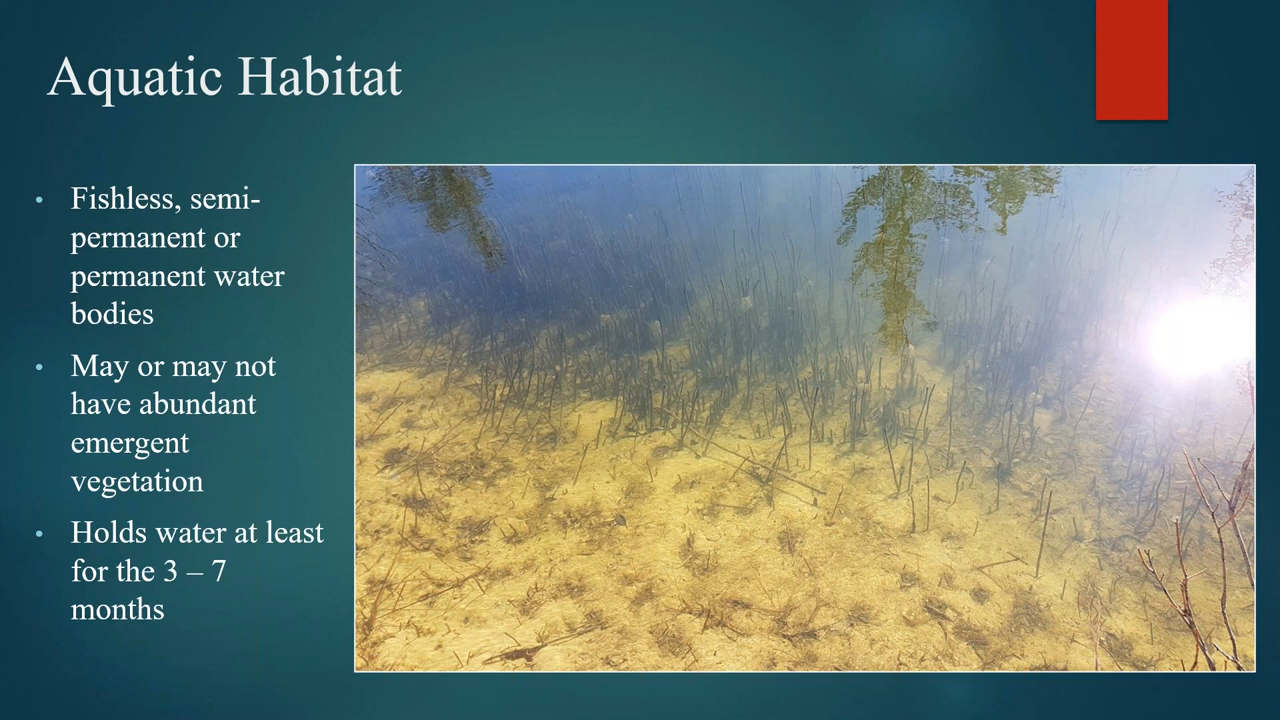 Aquatic Habitat
• Fishless, semi-
permanent or
permanent water
bodies
• May or may not
have abundant
emergent
vegetation
• Holds water at least
for the 3 – 7
months